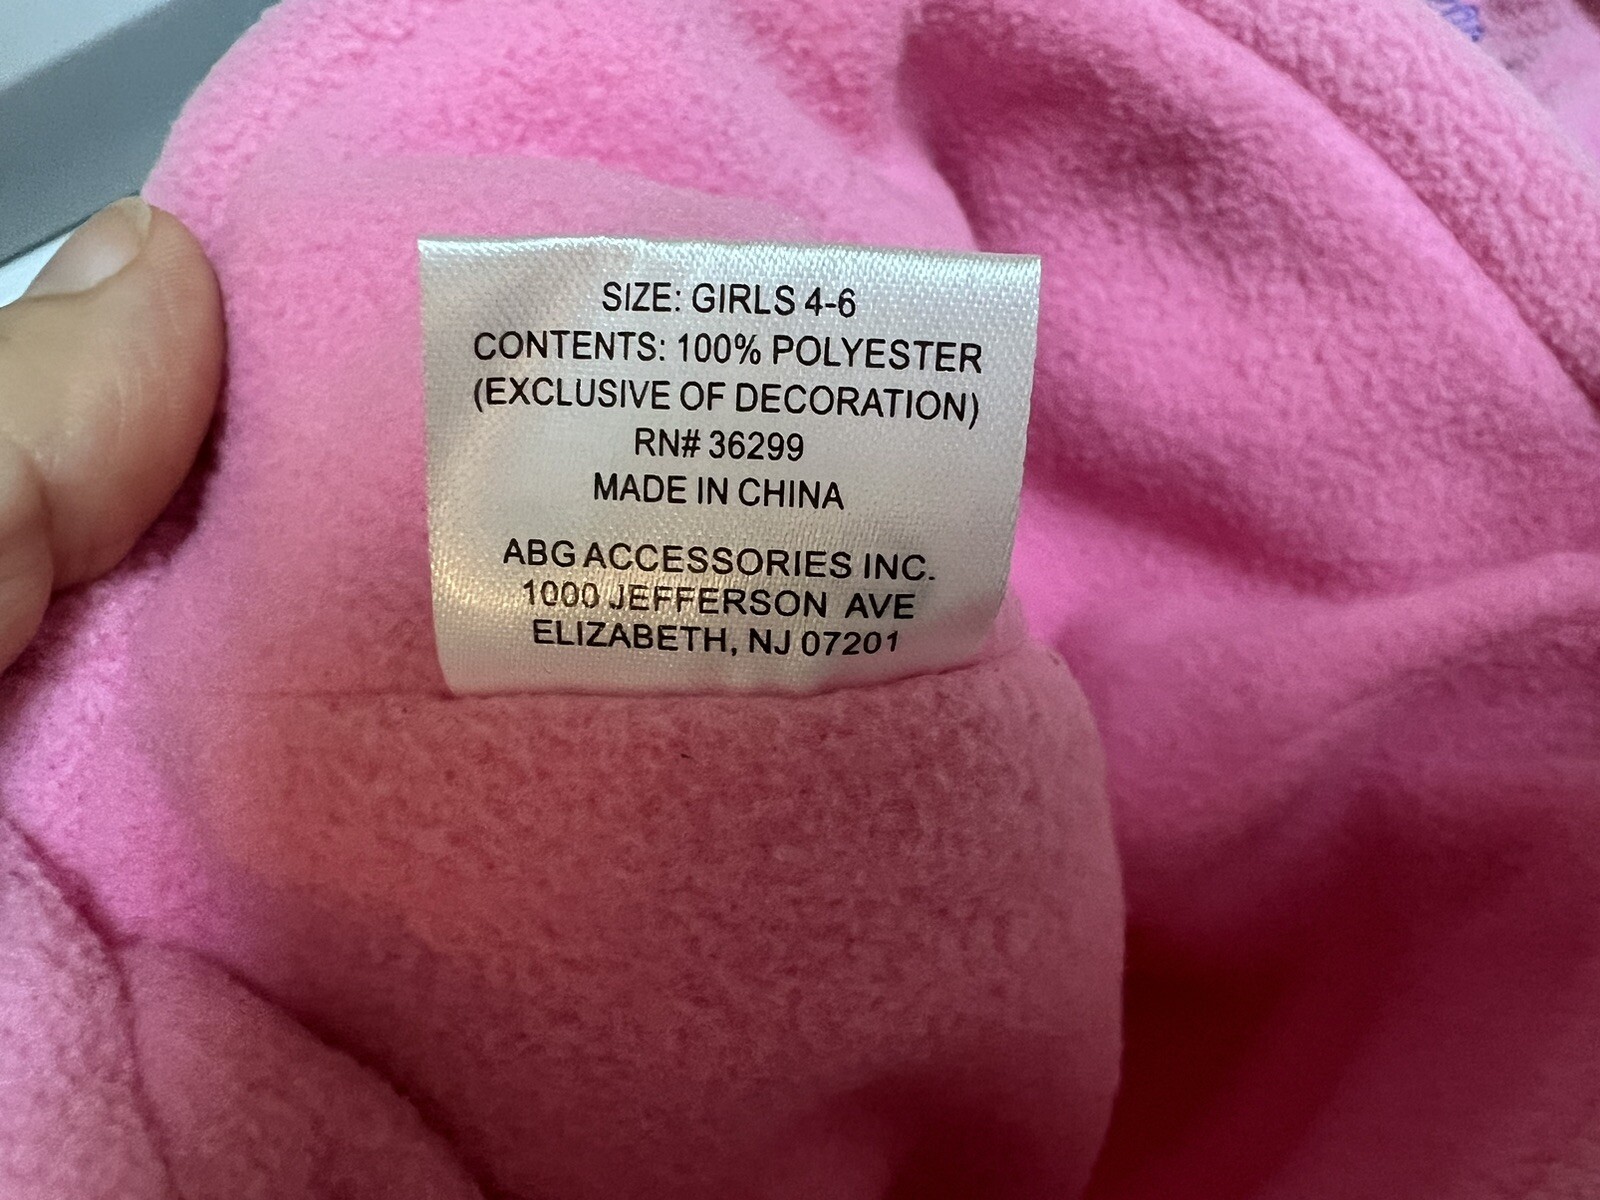 SIZE: GIRLS 4-6
CONTENTS: 100% POLYESTER
(EXCLUSIVE OF DECORATION)
RN# 36299
MADE IN CHINA
ABG ACCESSORIES INC.
1000 JEFFERSON AVE
ELIZABETH, NJ 07201